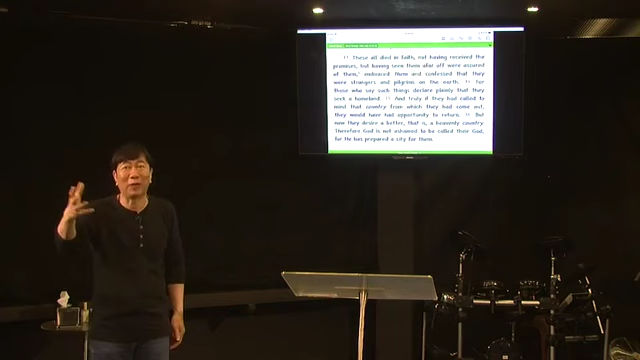 These all died in faith, not having received the
promises, but having seen them afar off were assured
of them, embraced them and confessed that they
were strangers and pilgrims on the earth. For
those who say such things declare plainly that they
seek a homeland. And truly if they had called to
mind that country from which they had come out,
they would have had opportunity to return. But
now they desire a better, that is, a heavenly country.
Therefore God is not ashamed to be called their God,
for He has prepared a city for them.